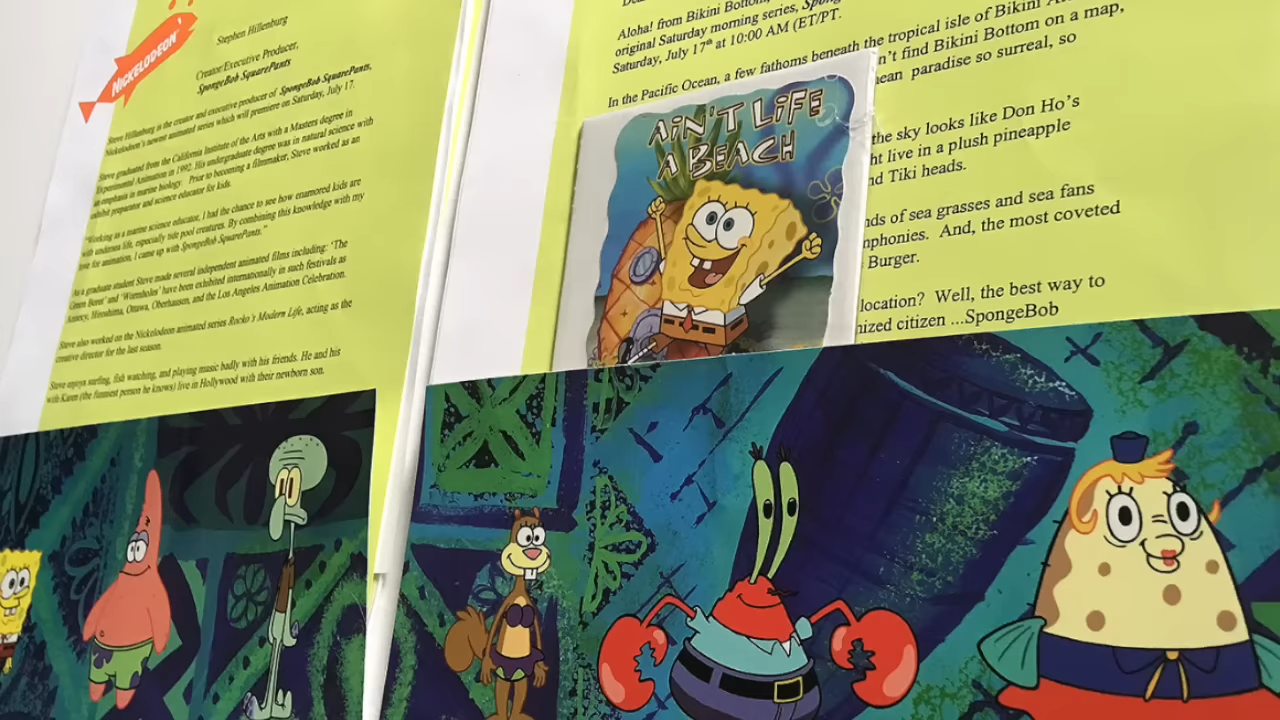 NICKELODEON
Stephen Hillenburg
Creator/Executive Producer,
SpongeBob SquarePants
Steve Hillenburg is the creator and executive producer of SpongeBob SquarePants,
Nickelodeon's newest animated series which will premiere on Saturday, July 17.
Steve graduated from the California Institute of the Arts with a Masters degree in
Experimental Animation in 1992. His undergraduate degree was in natural science with
an emphasis in marine biology. Prior to becoming a filmmaker, Steve worked as an
exhibit preparator and science educator for kids.
"Working as a marine science educator, I had the chance to see how enamored kids are
with undersea life, especially tide pool creatures. By combining this knowledge with my
love for animation, I came up with SpongeBob SquarePants."
As a graduate student Steve made several independent animated films including: 'The
Green Beret' and 'Wormholes' have been exhibited internationally in such festivals as
Annecy, Hiroshima, Ottawa, Oberhausen, and the Los Angeles Animation Celebration.
Steve also worked on the Nickelodeon animated series Rocko's Modern Life, acting as the
creative director for the last season.
Steve enjoys surfing, fish watching, and playing music badly with his friends. He and his
with Karen (the funniest person he knows) live in Hollywood with their newborn son.
Aloha! from Bikini Bottom,
original Saturday morning series,
Saturday, July 17th at 10:00 AM (ET/PT.
In the Pacific Ocean, a few fathoms beneath the tropical isle of Bikini
n't find Bikini Bottom on a map,
ean paradise so surreal, so
the sky looks like Don Ho's
ht live in a plush pineapple
nd Tiki heads.
nds of sea grasses and sea fans
mphonies. And, the most coveted
Burger.
location? Well, the best way to
nized citizen ...SpongeBob
AIN'T LIFE
A BEACH